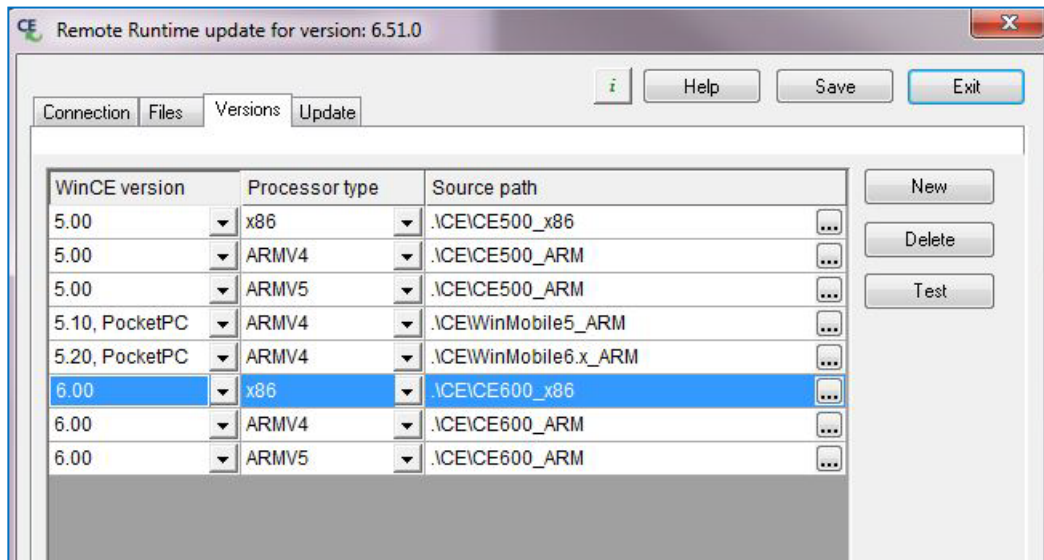 CE Remote Runtime update for version: 6.51.0
i Help Save Exit
Connection Files Versions Update
WinCE version Processor type Source path New
5.00 x86 .\CE\CE500_x86 ...
5.00 ARMV4 .\CE\CE500_ARM ... Delete
5.00 ARMV5 .\CE\CE500_ARM ... Test
5.10, PocketPC ARMV4 .\CE\WinMobile5_ARM ...
5.20, PocketPC ARMV4 .\CE\WinMobile6.x_ARM ...
6.00 x86 .\CE\CE600_x86 ...
6.00 ARMV4 .\CE\CE600_ARM ...
6.00 ARMV5 .\CE\CE600_ARM ...